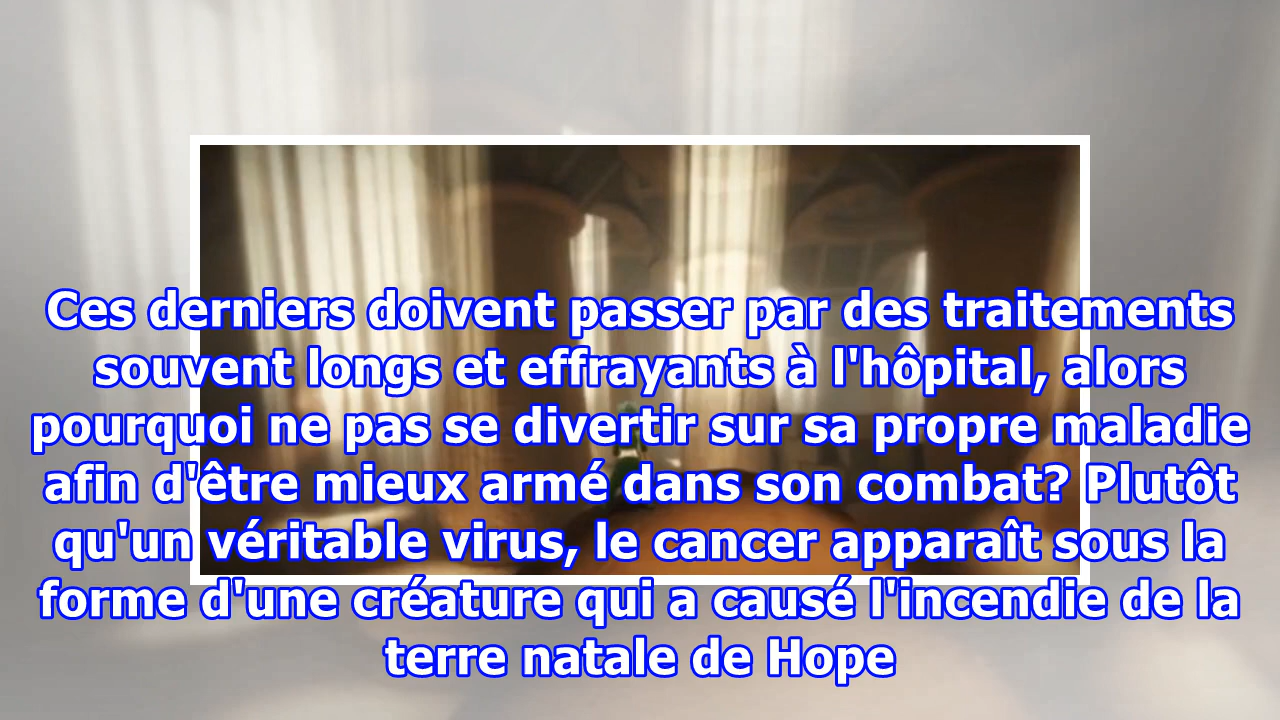 Ces derniers doivent passer par des traitements
souvent longs et effrayants à l'hôpital, alors
pourquoi ne pas se divertir sur sa propre maladie
afin d'être mieux armé dans son combat? Plutôt
qu'un véritable virus, le cancer apparaît sous la
forme d'une créature qui a causé l'incendie de la
terre natale de Hope